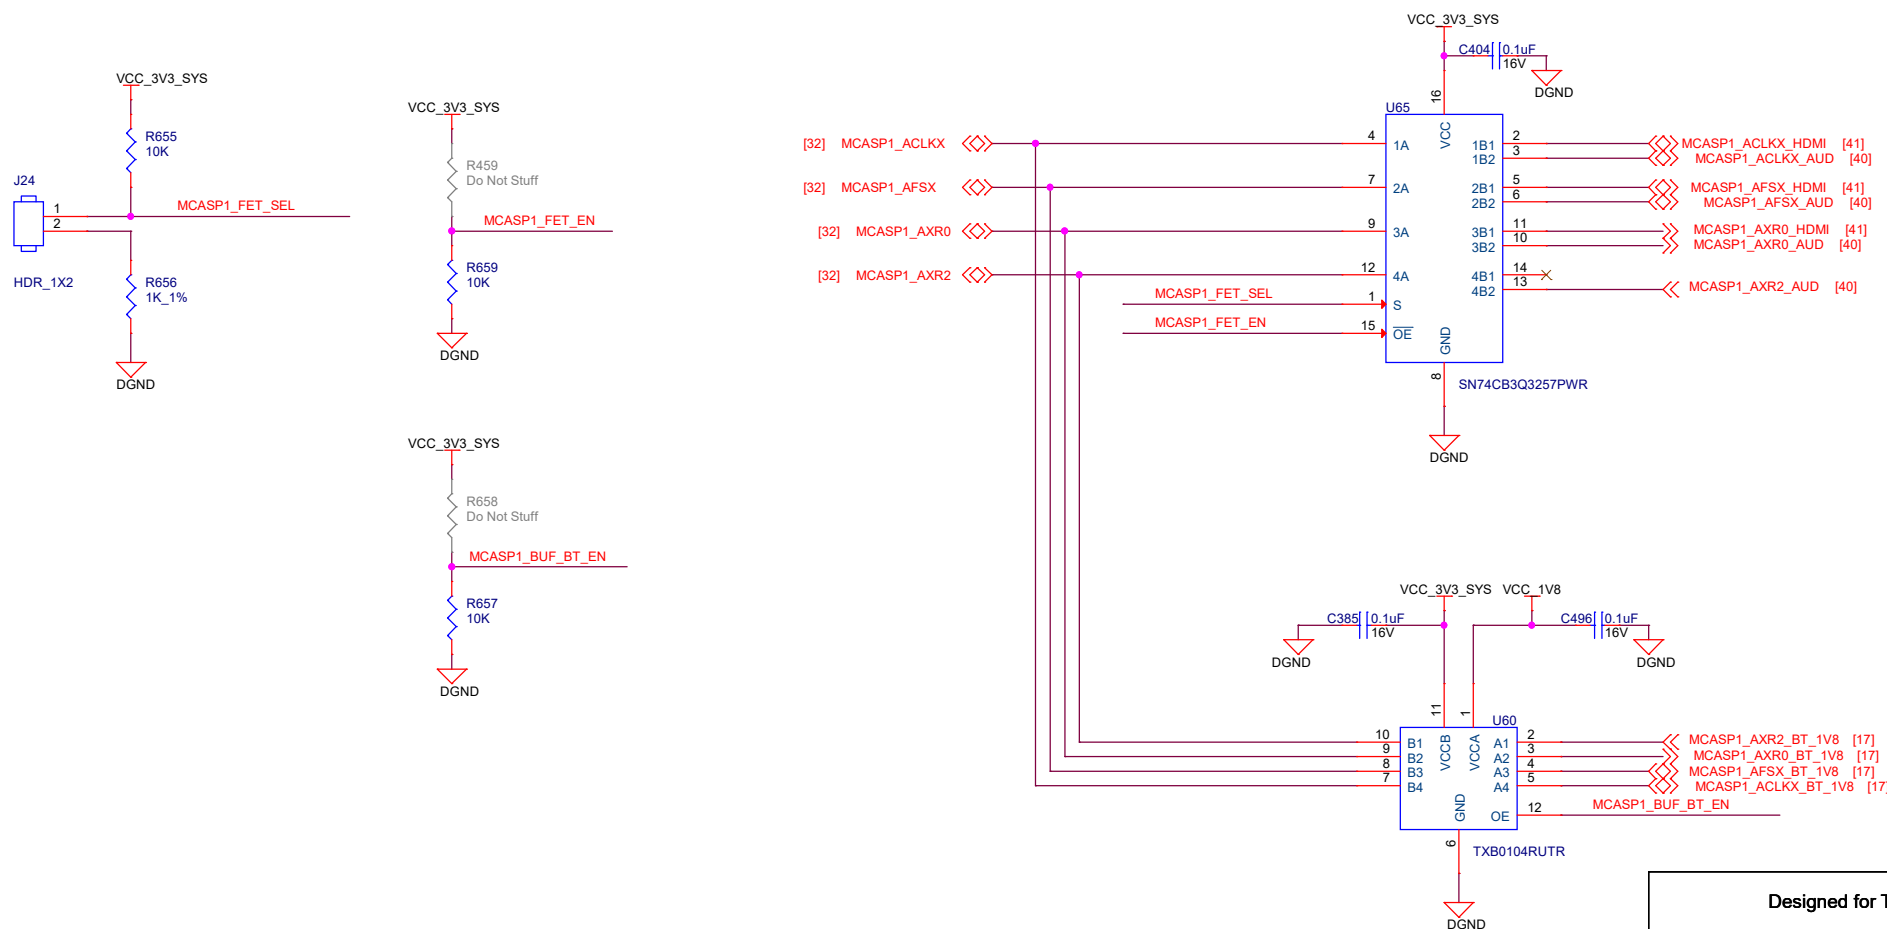 VCC_3V3_SYS
R655
10K
J24
1
2
MCASP1_FET_SEL
HDR_1X2
R656
1K_1%
DGND
VCC_3V3_SYS
R459
Do Not Stuff
MCASP1_FET_EN
R659
10K
DGND
VCC_3V3_SYS
R658
Do Not Stuff
MCASP1_BUF_BT_EN
R657
10K
DGND
VCC_3V3_SYS
C404 0.1uF
16V
DGND
16
U65
VCC
[32] MCASP1_ACLKX 4 1A
[32] MCASP1_AFSX 7 2A
[32] MCASP1_AXR0 9 3A
[32] MCASP1_AXR2 12 4A
MCASP1_FET_SEL 1 S
MCASP1_FET_EN 15 OE
1B1 2 MCASP1_ACLKX_HDMI [41]
1B2 3 MCASP1_ACLKX_AUD [40]
2B1 5 MCASP1_AFSX_HDMI [41]
2B2 6 MCASP1_AFSX_AUD [40]
3B1 11 MCASP1_AXR0_HDMI [41]
3B2 10 MCASP1_AXR0_AUD [40]
4B1 14
4B2 13 MCASP1_AXR2_AUD [40]
GND
8
SN74CB3Q3257PWR
DGND
VCC_3V3_SYS VCC_1V8
C385 0.1uF
16V
DGND
C496 0.1uF
16V
DGND
11
1
U60
VCCB
VCCA
10 B1
9 B2
8 B3
7 B4
A1 2 MCASP1_AXR2_BT_1V8 [17]
A2 3 MCASP1_AXR0_BT_1V8 [17]
A3 4 MCASP1_AFSX_BT_1V8 [17]
A4 5 MCASP1_ACLKX_BT_1V8 [17]
OE 12 MCASP1_BUF_BT_EN
GND
6
TXB0104RUTR
DGND
Designed for T